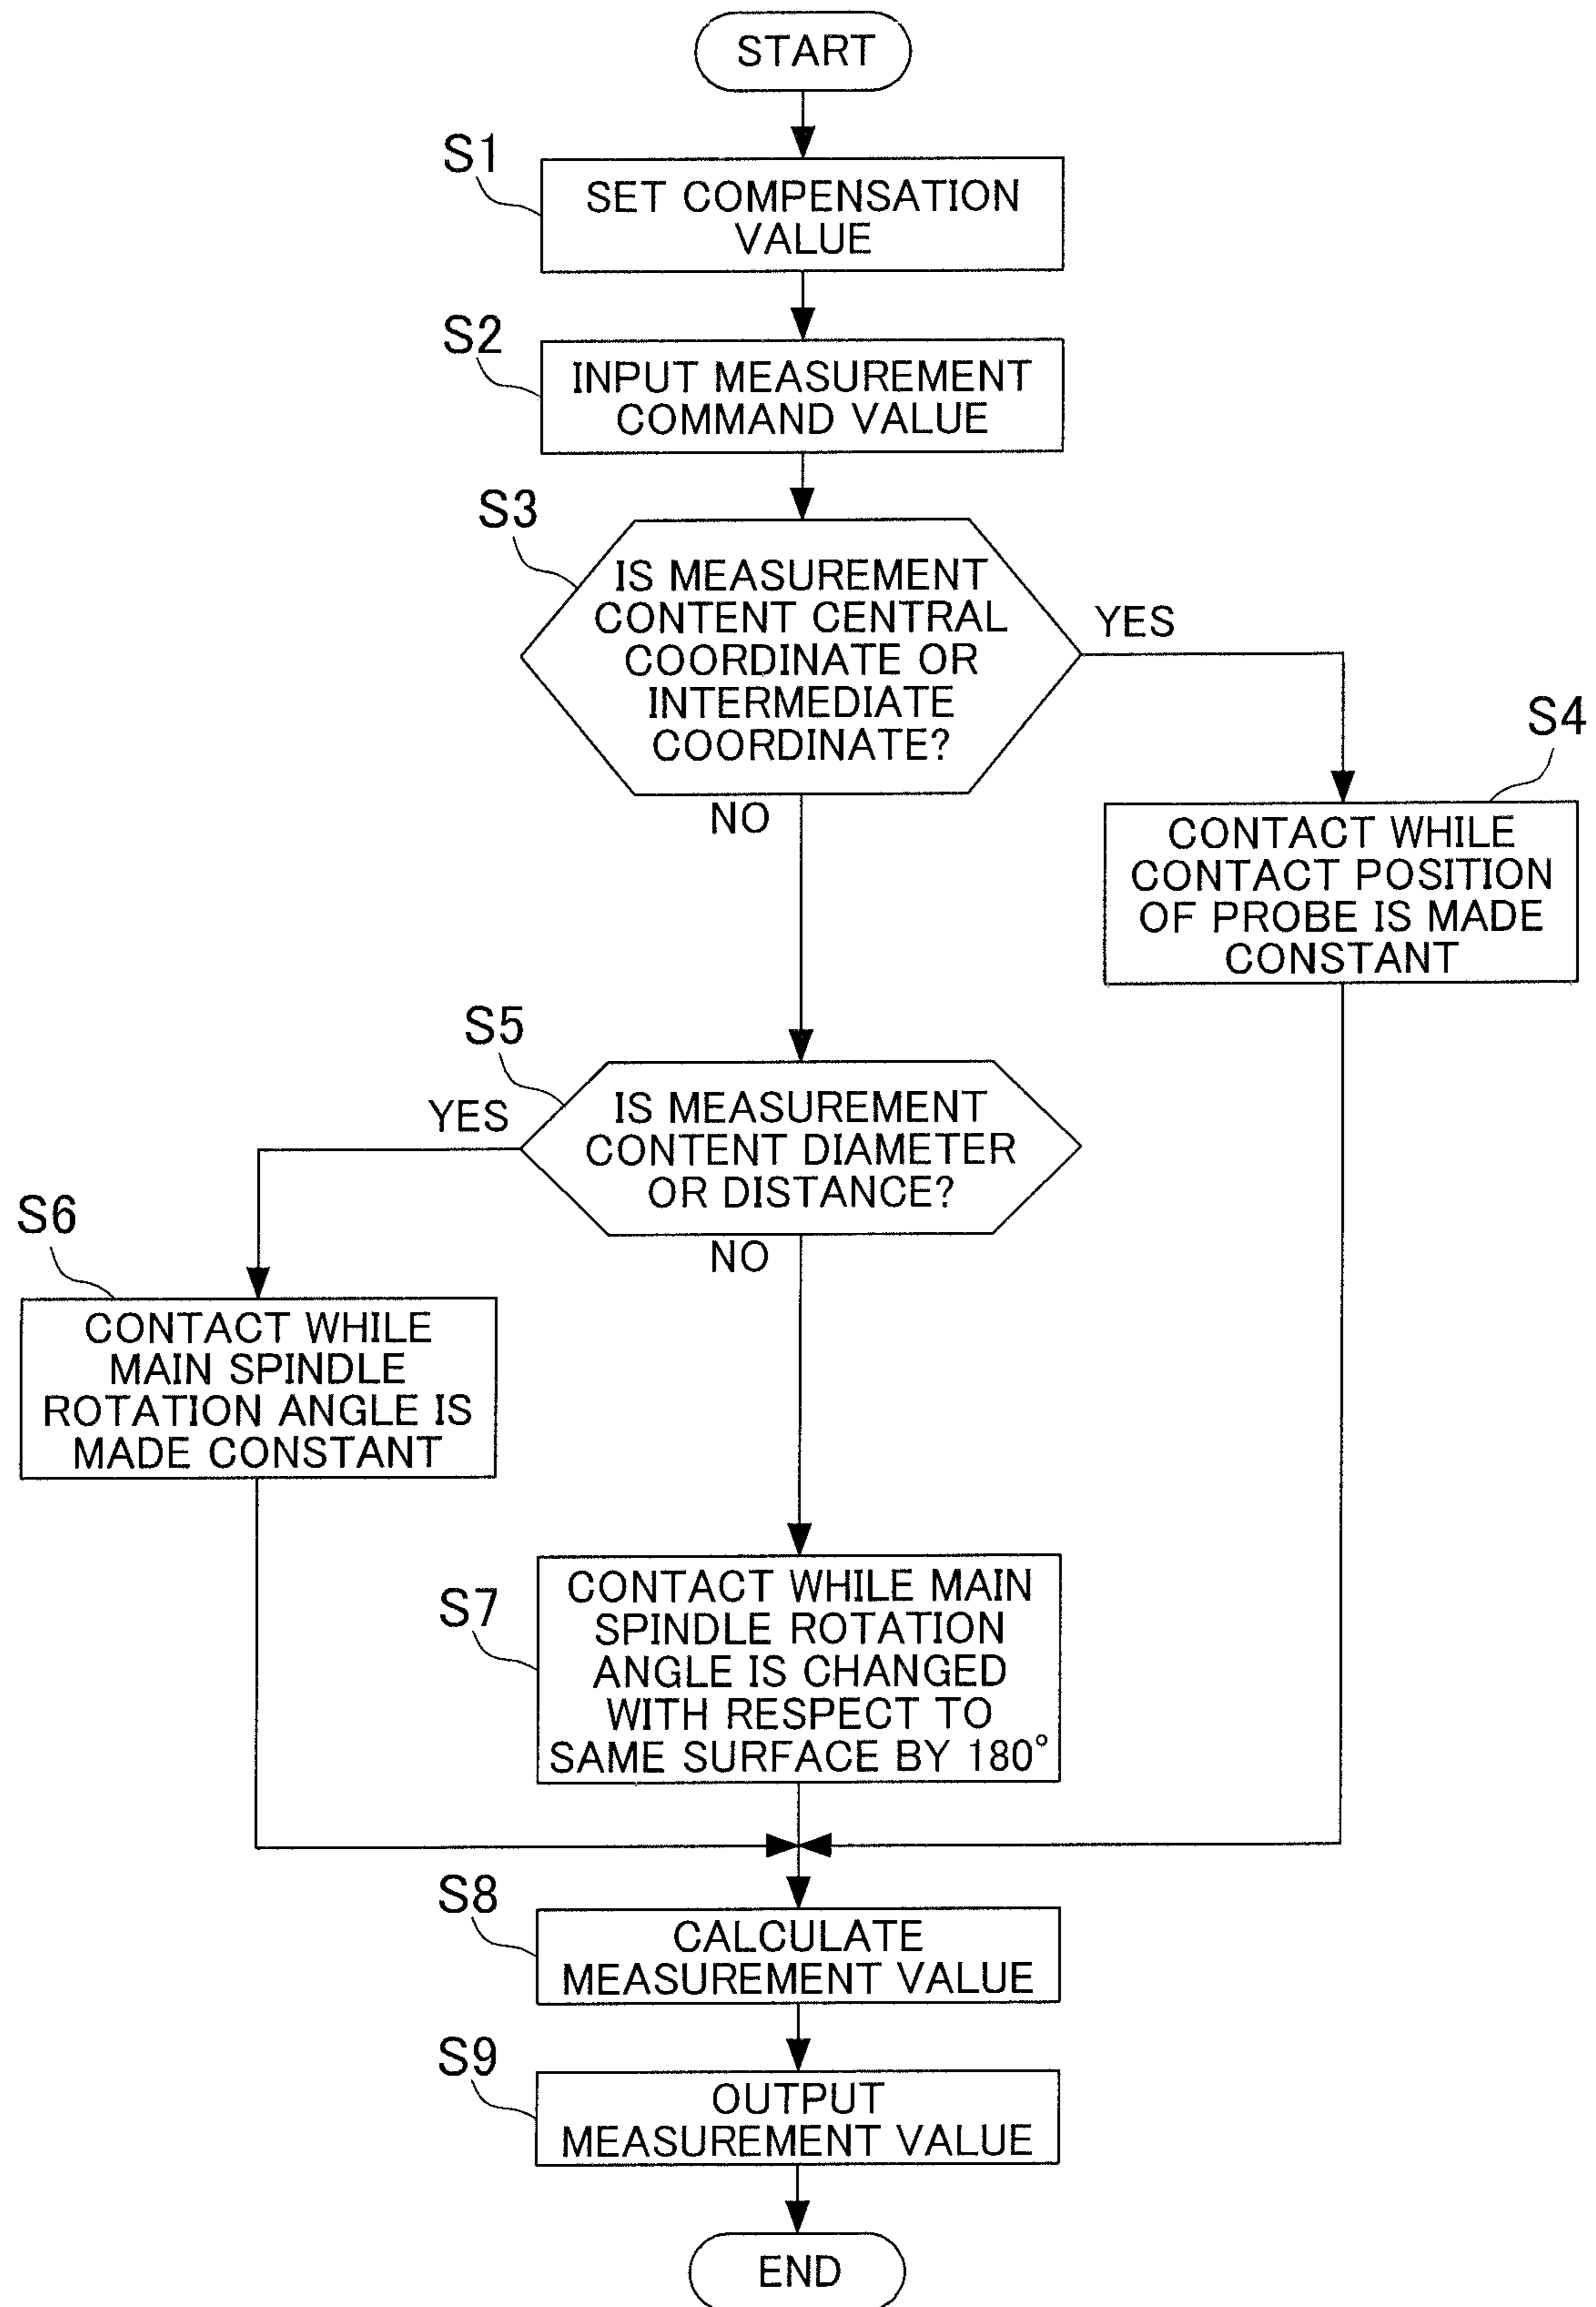 START
S1
SET COMPENSATION
VALUE
S2
INPUT MEASUREMENT
COMMAND VALUE
S3
IS MEASUREMENT
CONTENT CENTRAL
COORDINATE OR
INTERMEDIATE
COORDINATE?
YES
NO
S4
CONTACT WHILE
CONTACT POSITION
OF PROBE IS MADE
CONSTANT
S5
IS MEASUREMENT
CONTENT DIAMETER
OR DISTANCE?
YES
NO
S6
CONTACT WHILE
MAIN SPINDLE
ROTATION ANGLE IS
MADE CONSTANT
S7
CONTACT WHILE MAIN
SPINDLE ROTATION
ANGLE IS CHANGED
WITH RESPECT TO
SAME SURFACE BY 180°
S8
CALCULATE
MEASUREMENT VALUE
S9
OUTPUT
MEASUREMENT VALUE
END